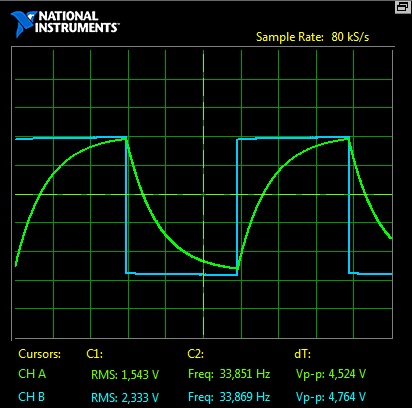 NATIONAL
INSTRUMENTS
Sample Rate: 80 kS/s
Cursors: C1: C2: dT:
CH A RMS: 1,543 V Freq: 33,851 Hz Vp-p: 4,524 V
CH B RMS: 2,333 V Freq: 33,869 Hz Vp-p: 4,764 V